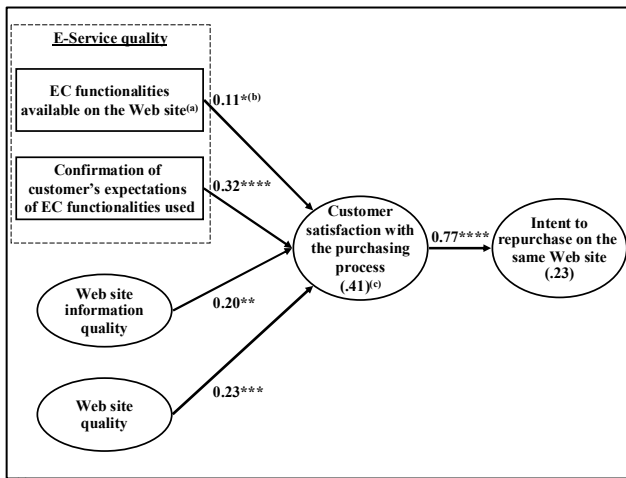 E-Service quality
EC functionalities
available on the Web site(a)
0.11*(b)
Confirmation of
customer's expectations
of EC functionalities used
0.32****
Customer
satisfaction with
the purchasing
process
(.41)(c)
0.77****
Intent to
repurchase on the
same Web site
(.23)
Web site
information
quality
0.20**
Web site
quality
0.23***